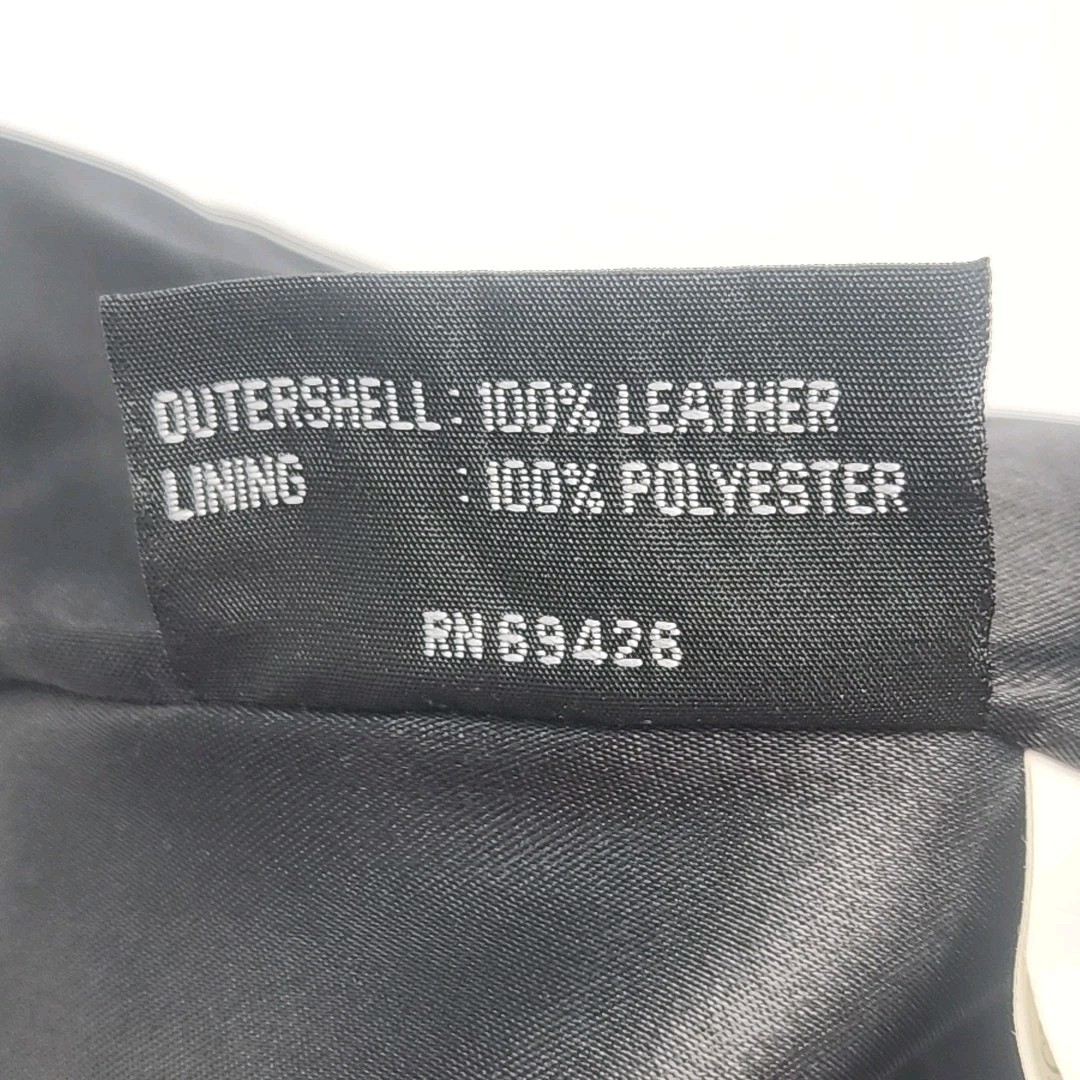 OUTERSHELL : 100% LEATHER
LINING : 100% POLYESTER
RN 69426